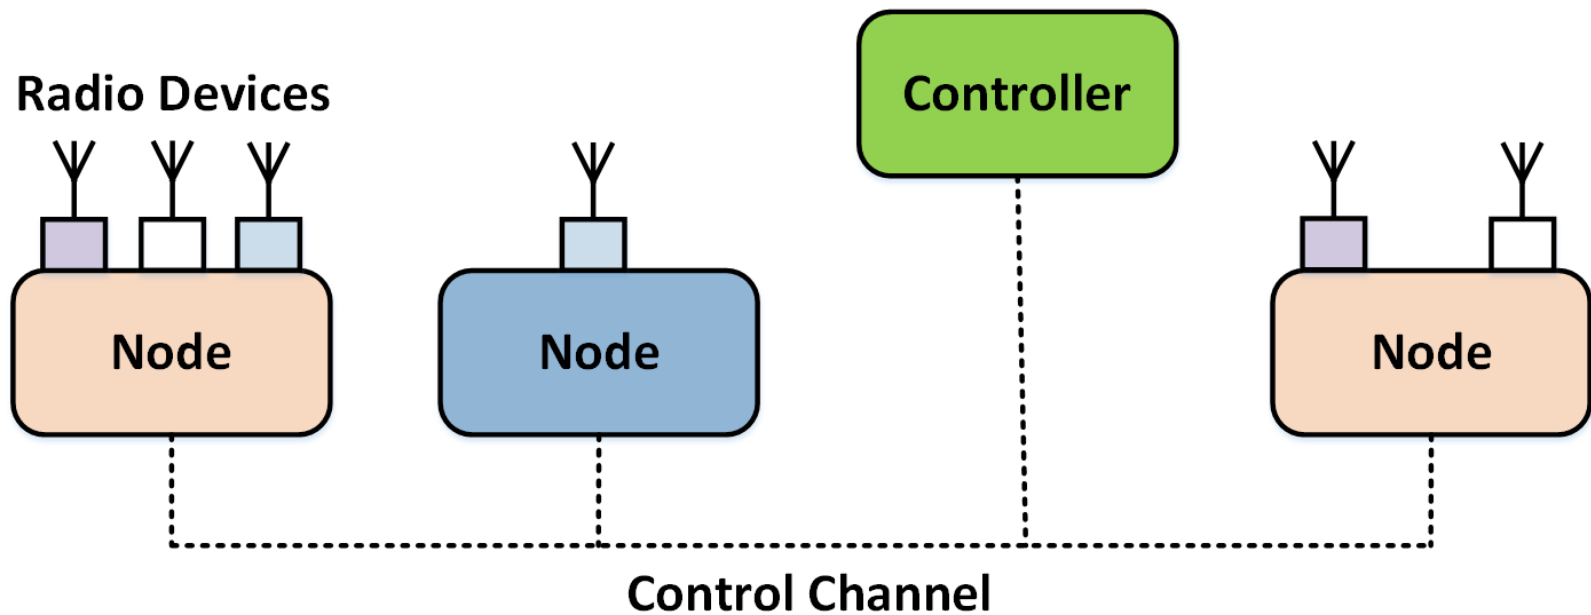 Radio Devices
Controller
Node
Node
Node
Control Channel